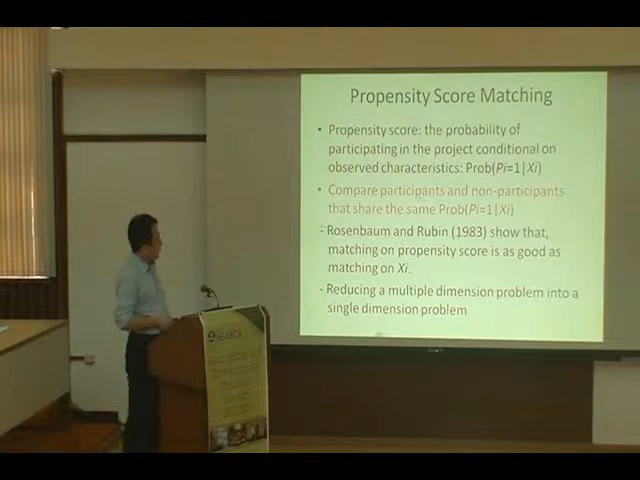 Propensity Score Matching
• Propensity score: the probability of
participating in the project conditional on
observed characteristics: Prob(Pi=1|Xi)
• Compare participants and non-participants
that share the same Prob(Pi=1|Xi)
- Rosenbaum and Rubin (1983) show that,
matching on propensity score is as good as
matching on Xi.
- Reducing a multiple dimension problem into a
single dimension problem
SEARCA